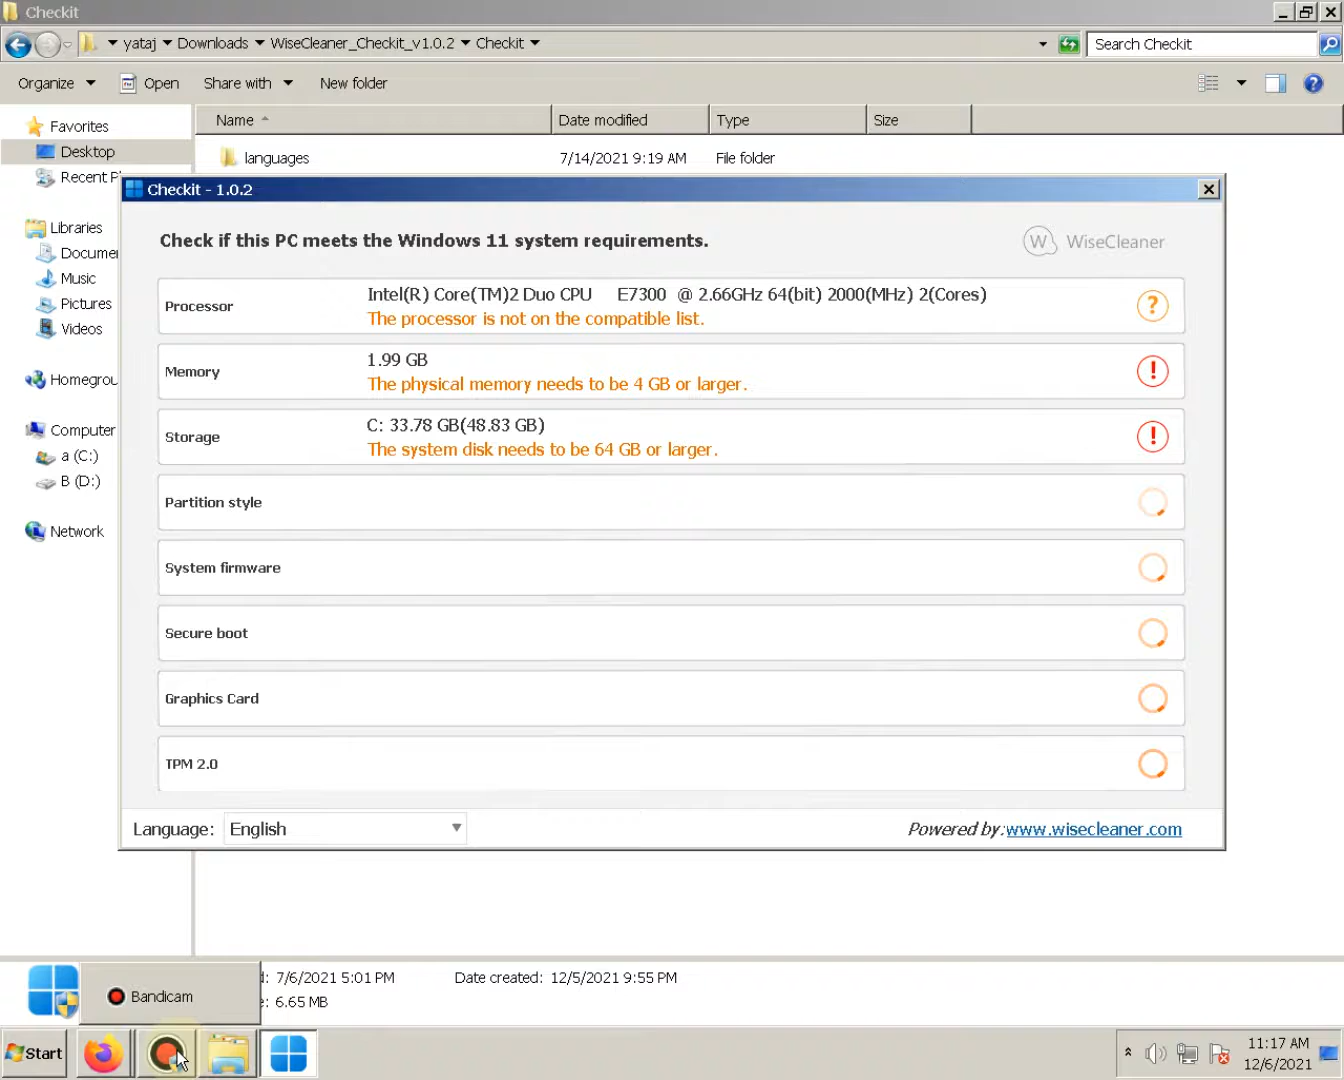 Checkit
yataj Downloads WiseCleaner_Checkit_v1.0.2 Checkit
Search Checkit
Organize Open Share with New folder
Name Date modified Type Size
Favorites
Desktop
Recent P
Libraries
Docume
Music
Pictures
Videos
Homegrou
Computer
a (C:)
B (D:)
Network
languages 7/14/2021 9:19 AM File folder
Checkit - 1.0.2
Check if this PC meets the Windows 11 system requirements.
WiseCleaner
Processor
Intel(R) Core(TM)2 Duo CPU E7300 @ 2.66GHz 64(bit) 2000(MHz) 2(Cores)
The processor is not on the compatible list.
Memory
1.99 GB
The physical memory needs to be 4 GB or larger.
Storage
C: 33.78 GB(48.83 GB)
The system disk needs to be 64 GB or larger.
Partition style
System firmware
Secure boot
Graphics Card
TPM 2.0
Language: English
Powered by:www.wisecleaner.com
7/6/2021 5:01 PM Date created: 12/5/2021 9:55 PM
6.65 MB
Bandicam
Start
11:17 AM
12/6/2021